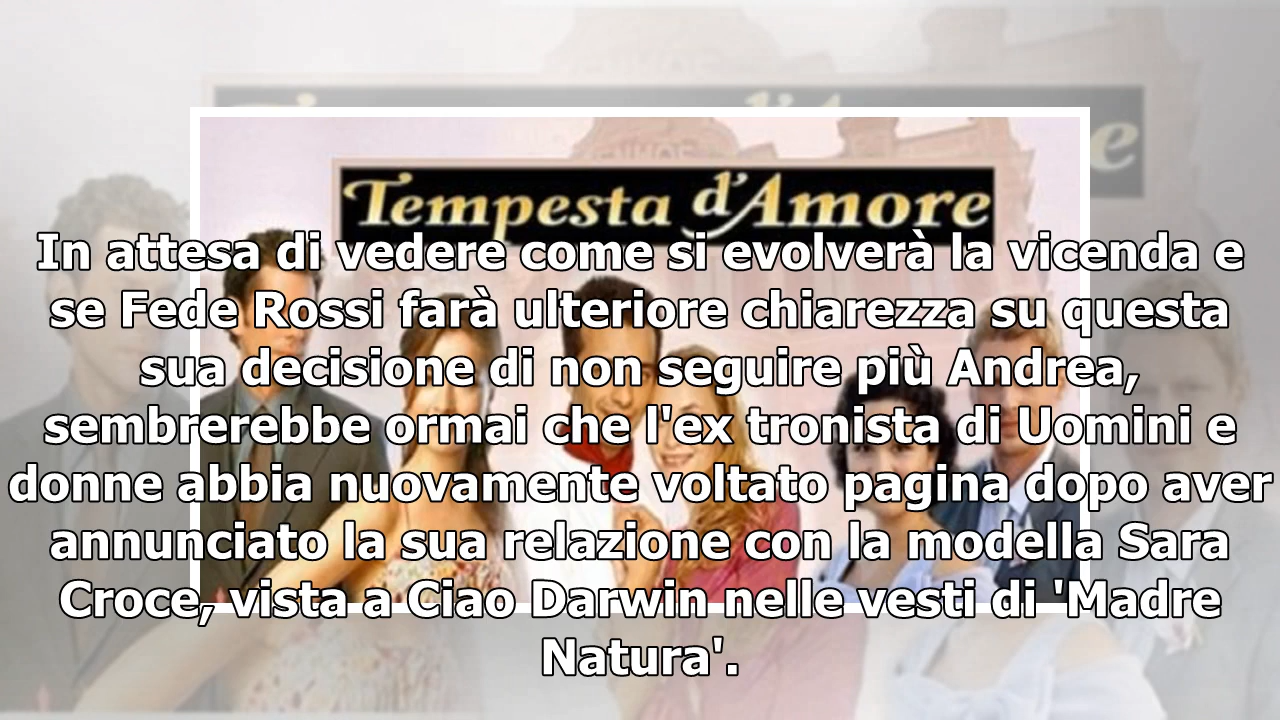 Tempesta d'Amore
In attesa di vedere come si evolverà la vicenda e
se Fede Rossi farà ulteriore chiarezza su questa
sua decisione di non seguire più Andrea,
sembrerebbe ormai che l'ex tronista di Uomini e
donne abbia nuovamente voltato pagina dopo aver
annunciato la sua relazione con la modella Sara
Croce, vista a Ciao Darwin nelle vesti di 'Madre
Natura'.